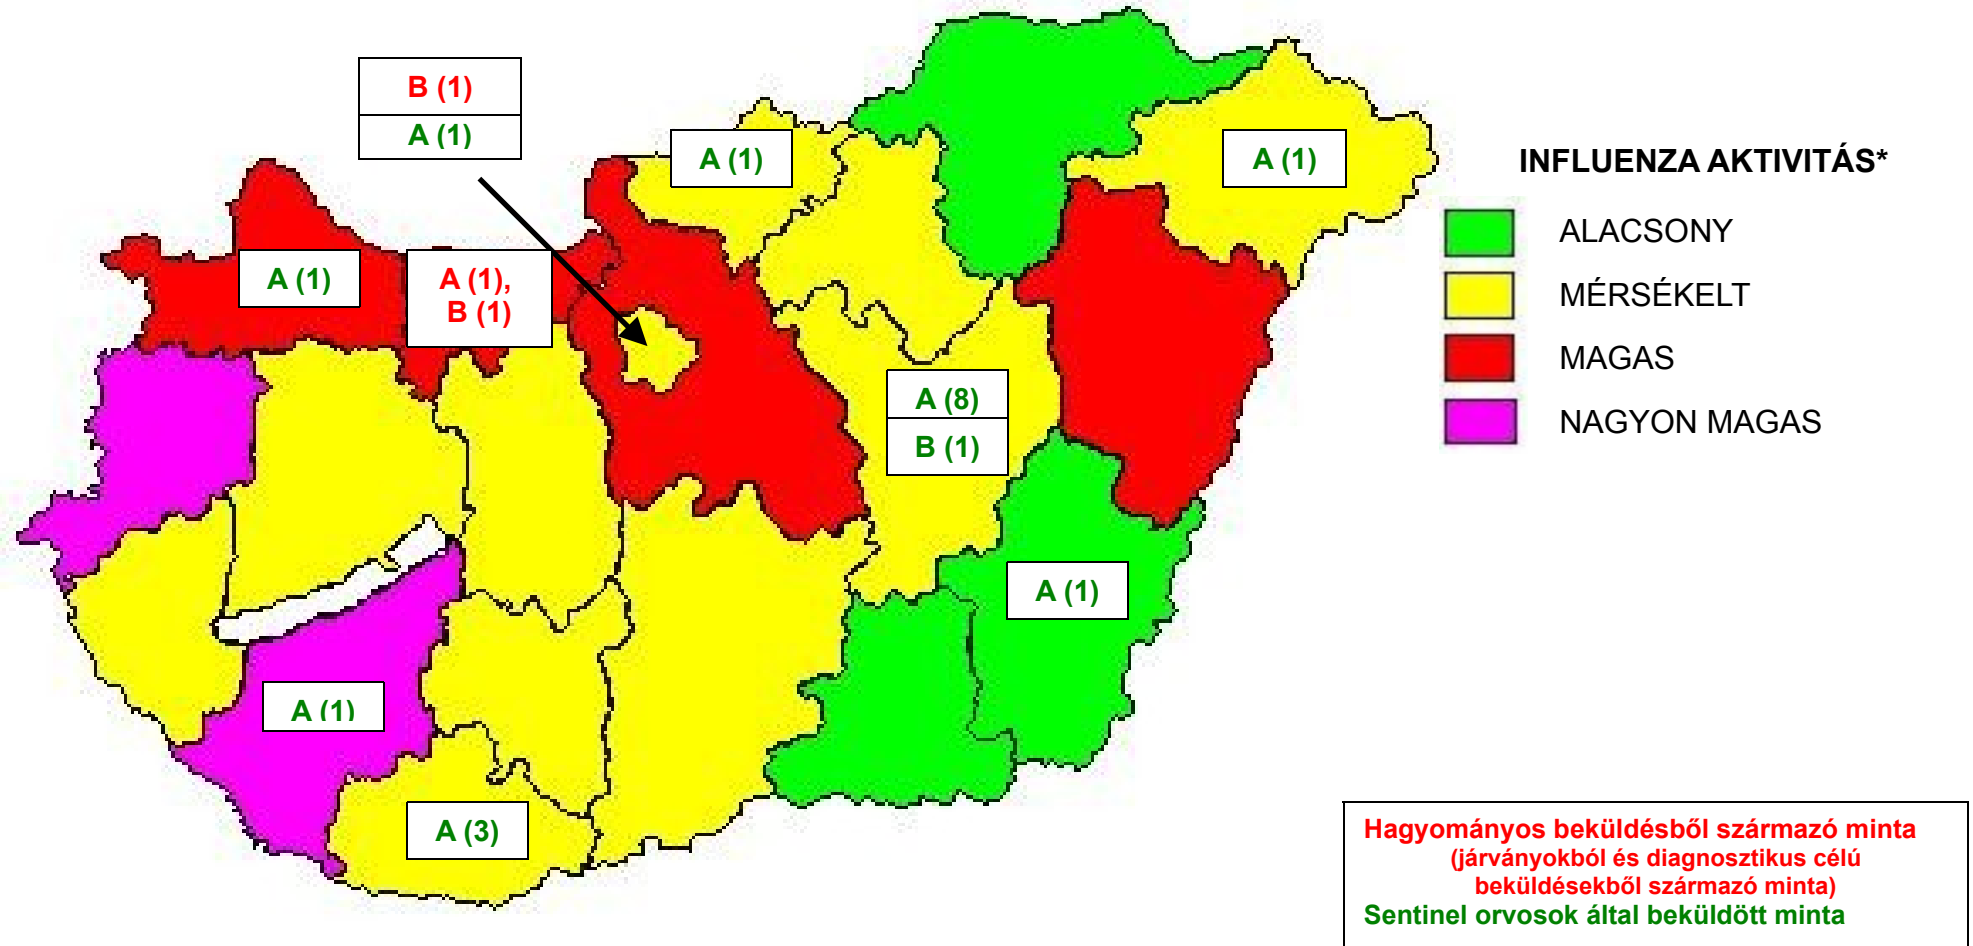 B (1)
A (1)
A (1)
A (1)
INFLUENZA AKTIVITÁS*
ALACSONY
MÉRSÉKELT
MAGAS
NAGYON MAGAS
A (1)
A (1),
B (1)
A (8)
B (1)
A (1)
A (1)
A (3)
Hagyományos beküldésből származó minta
(járványokból és diagnosztikus célú
beküldésekből származó minta)
Sentinel orvosok által beküldött minta